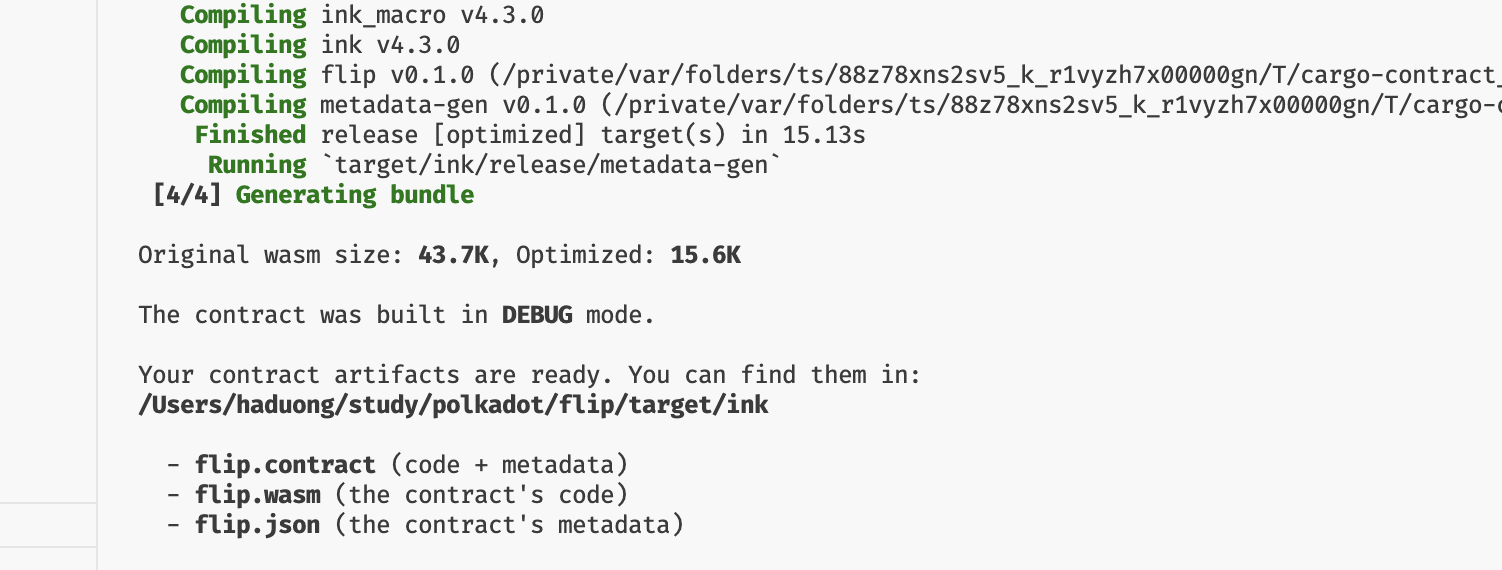 Compiling ink_macro v4.3.0
Compiling ink v4.3.0
Compiling flip v0.1.0 (/private/var/folders/ts/88z78xns2sv5_k_r1vyzh7x00000gn/T/cargo-contract_
Compiling metadata-gen v0.1.0 (/private/var/folders/ts/88z78xns2sv5_k_r1vyzh7x00000gn/T/cargo-c
Finished release [optimized] target(s) in 15.13s
Running `target/ink/release/metadata-gen`
[4/4] Generating bundle
Original wasm size: 43.7K, Optimized: 15.6K
The contract was built in DEBUG mode.
Your contract artifacts are ready. You can find them in:
/Users/haduong/study/polkadot/flip/target/ink
- flip.contract (code + metadata)
- flip.wasm (the contract's code)
- flip.json (the contract's metadata)